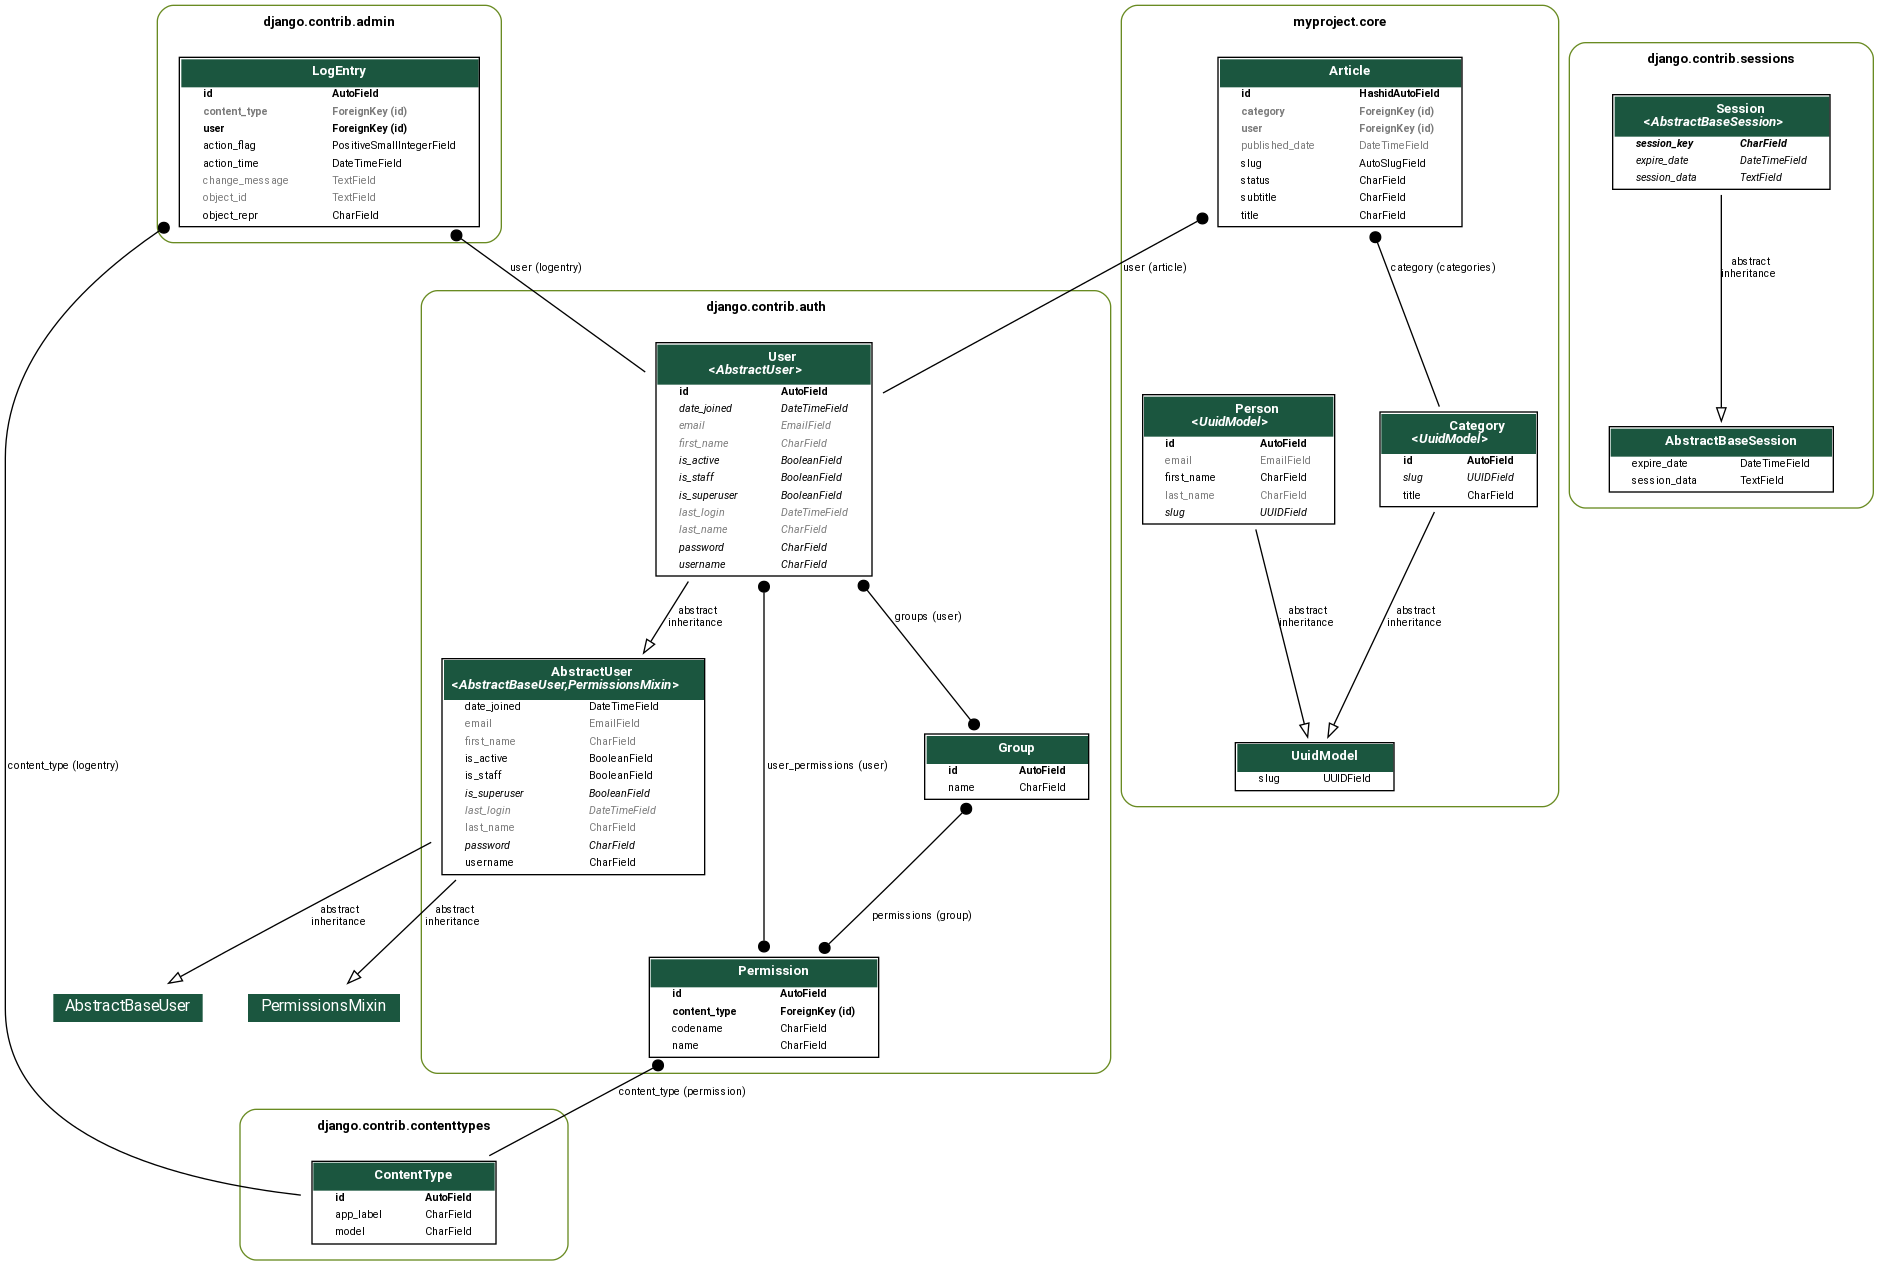 django.contrib.admin
LogEntry
id AutoField
content_type ForeignKey (id)
user ForeignKey (id)
action_flag PositiveSmallIntegerField
action_time DateTimeField
change_message TextField
object_id TextField
object_repr CharField
myproject.core
Article
id HashidAutoField
category ForeignKey (id)
user ForeignKey (id)
published_date DateTimeField
slug AutoSlugField
status CharField
subtitle CharField
title CharField
django.contrib.sessions
Session
<AbstractBaseSession>
session_key CharField
expire_date DateTimeField
session_data TextField
user (logentry)
user (article)
category (categories)
abstract
inheritance
django.contrib.auth
User
<AbstractUser>
id AutoField
date_joined DateTimeField
email EmailField
first_name CharField
is_active BooleanField
is_staff BooleanField
is_superuser BooleanField
last_login DateTimeField
last_name CharField
password CharField
username CharField
Person
<UuidModel>
id AutoField
email EmailField
first_name CharField
last_name CharField
slug UUIDField
Category
<UuidModel>
id AutoField
slug UUIDField
title CharField
AbstractBaseSession
expire_date DateTimeField
session_data TextField
abstract
inheritance
groups (user)
abstract
inheritance
abstract
inheritance
AbstractUser
<AbstractBaseUser,PermissionsMixin>
date_joined DateTimeField
email EmailField
first_name CharField
is_active BooleanField
is_staff BooleanField
is_superuser BooleanField
last_login DateTimeField
last_name CharField
password CharField
username CharField
content_type (logentry)
user_permissions (user)
Group
id AutoField
name CharField
UuidModel
slug UUIDField
abstract
inheritance
abstract
inheritance
permissions (group)
AbstractBaseUser
PermissionsMixin
Permission
id AutoField
content_type ForeignKey (id)
codename CharField
name CharField
content_type (permission)
django.contrib.contenttypes
ContentType
id AutoField
app_label CharField
model CharField